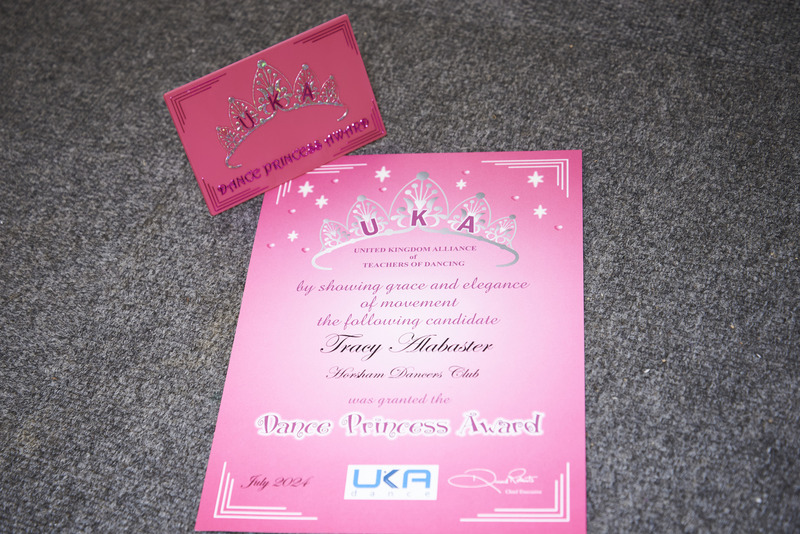 UKA
DANCE PRINCESS AWARD
UKA
UNITED KINGDOM ALLIANCE
of
TEACHERS OF DANCING
by showing grace and elegance
of movement
the following candidate
Tracy Alabaster
Horsham Dancers Club
was granted the
Dance Princess Award
July 2024
UKA
dance
Chief Executive